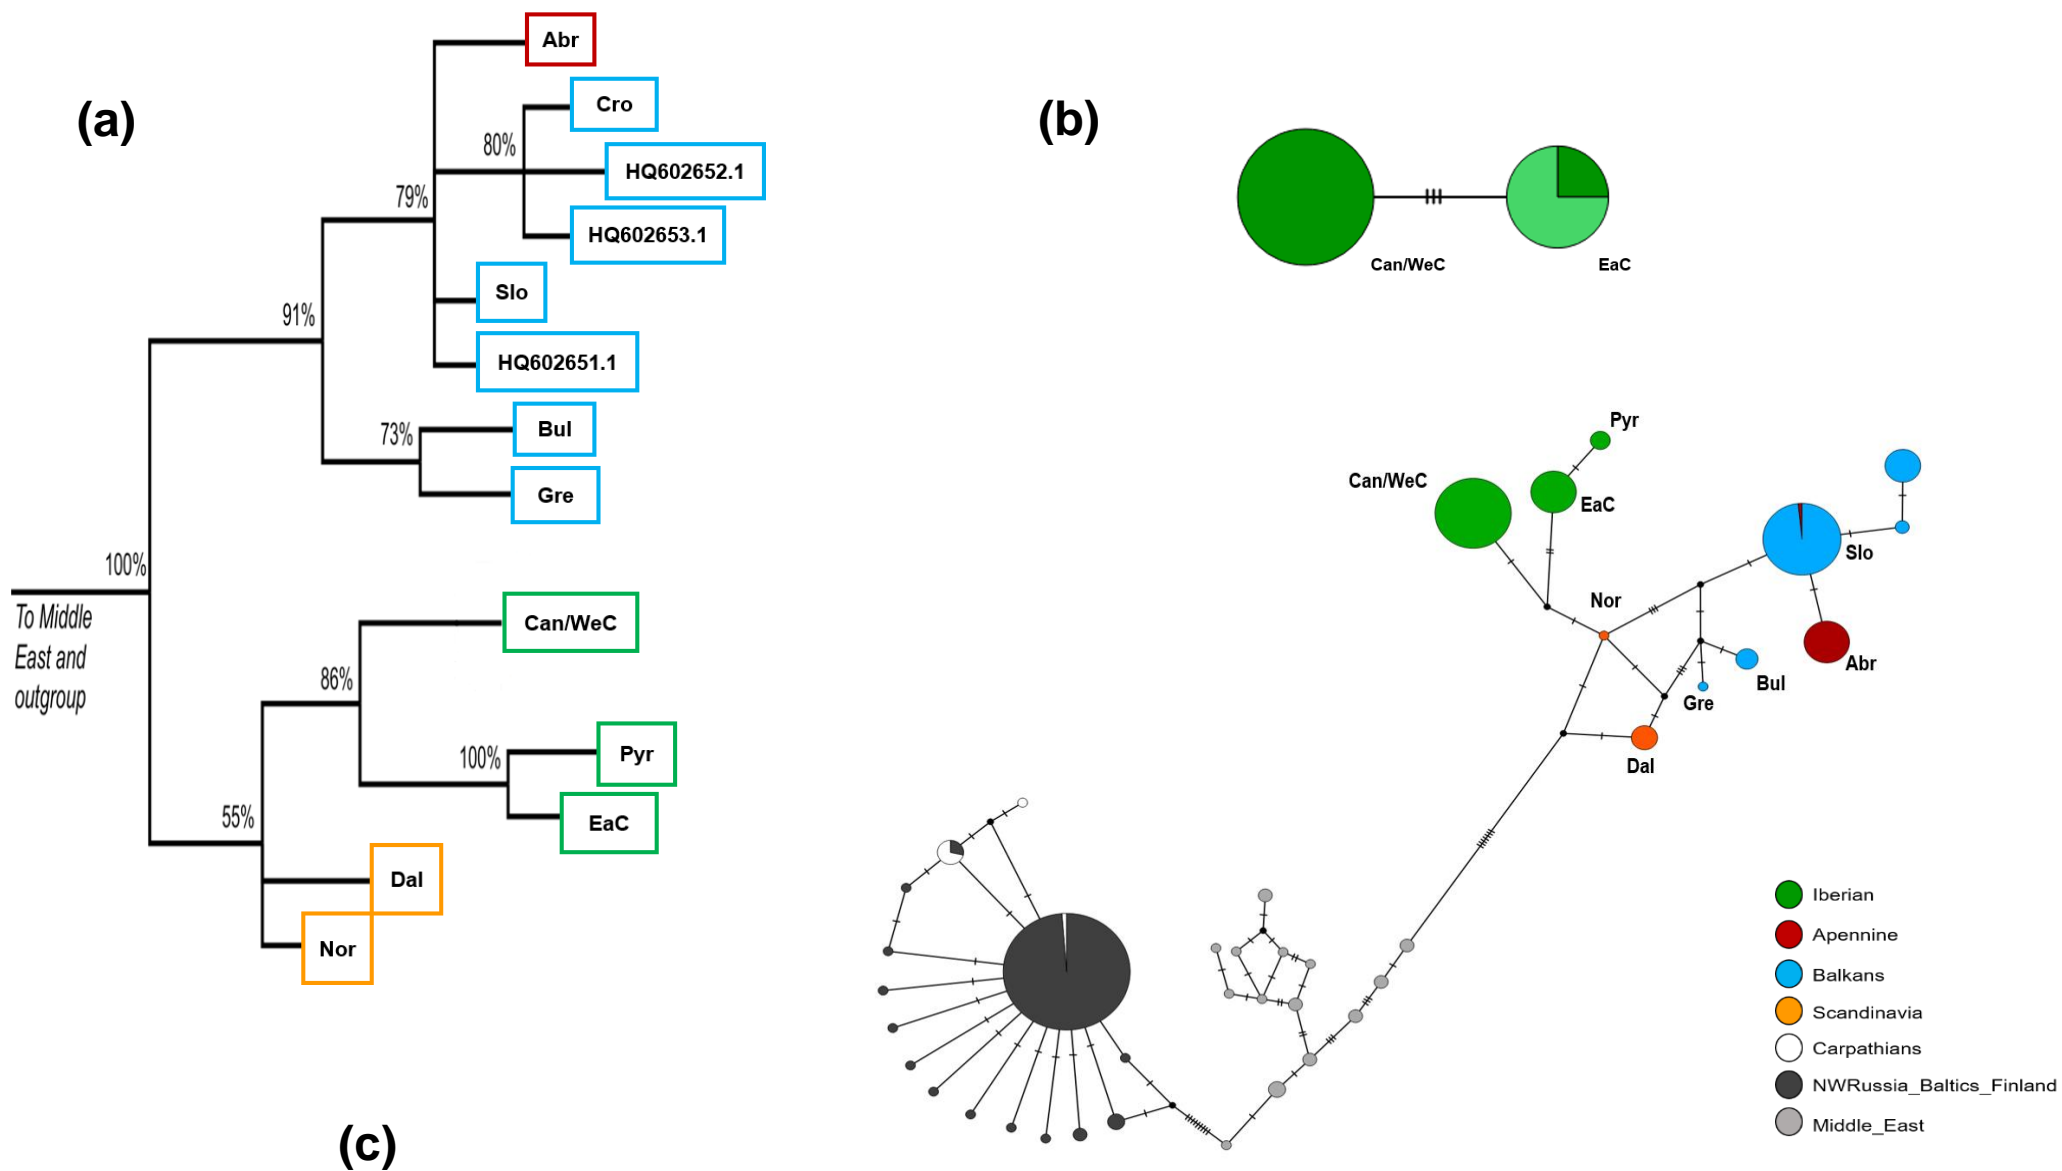 (a)
Abr
Cro
80%
HQ602652.1
79%
HQ602653.1
Slo
91%
HQ602651.1
Bul
73%
Gre
100%
To Middle
East and
outgroup
Can/WeC
86%
Pyr
100%
EaC
55%
Dal
Nor
(b)
Can/WeC
EaC
Pyr
Can/WeC
EaC
Slo
Nor
Abr
Bul
Gre
Dal
Iberian
Apennine
Balkans
Scandinavia
Carpathians
NWRussia_Baltics_Finland
Middle_East
(c)